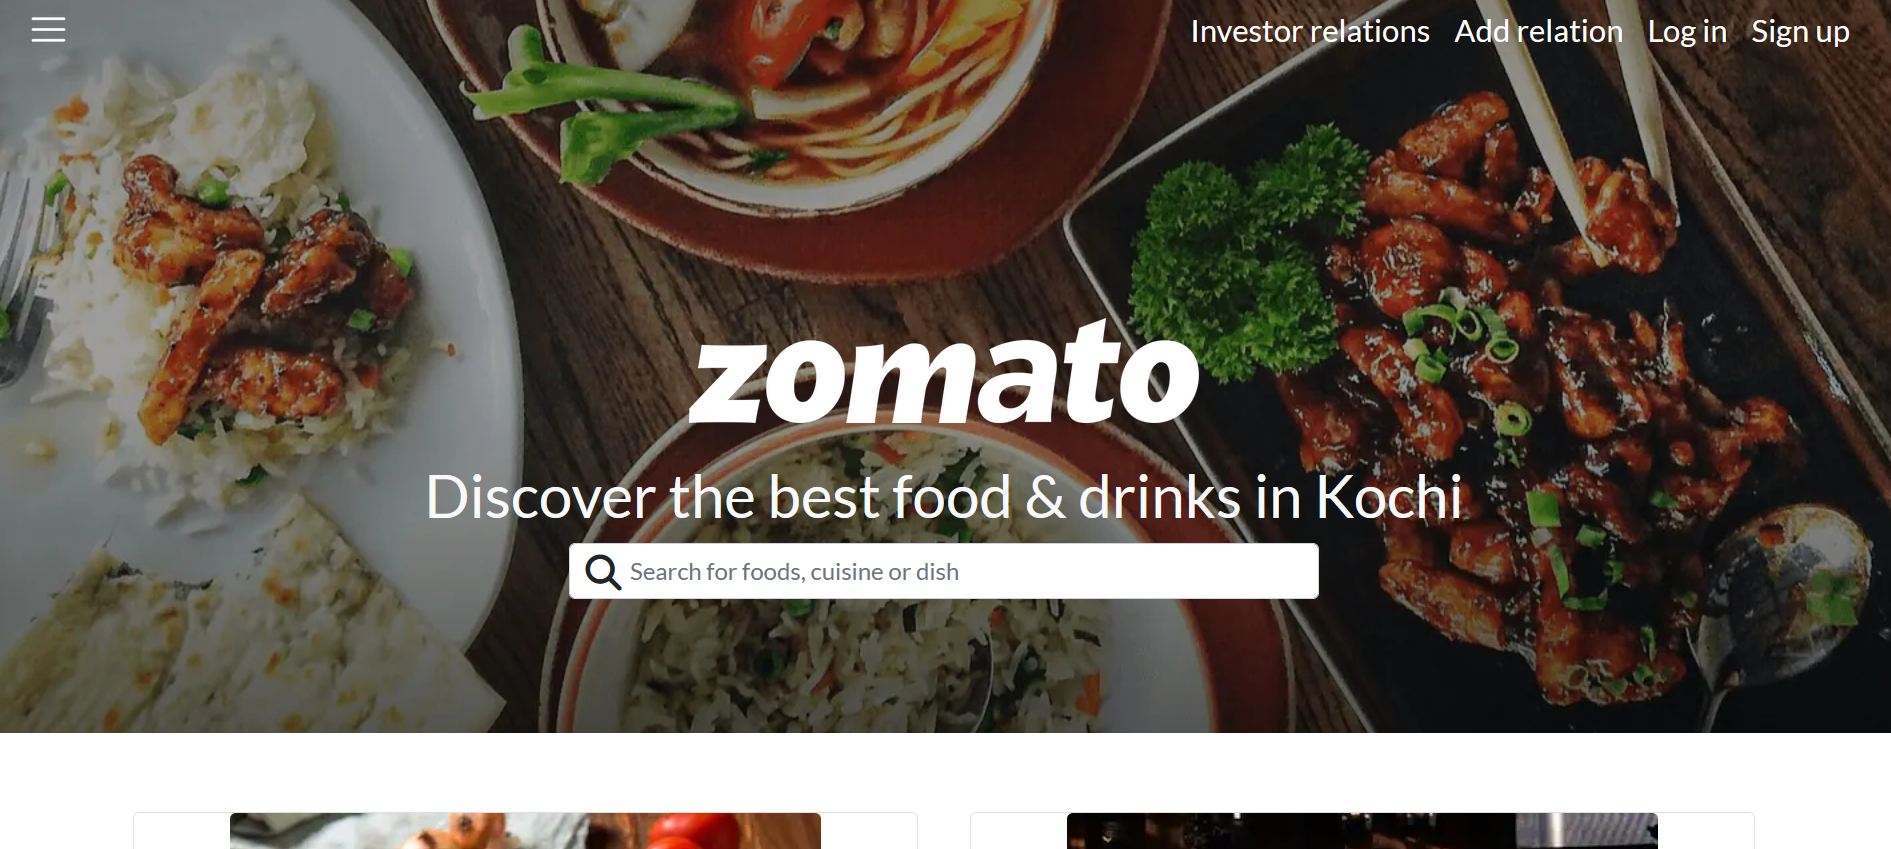 Investor relations Add relation Log in Sign up
zomato
Discover the best food & drinks in Kochi
Search for foods, cuisine or dish